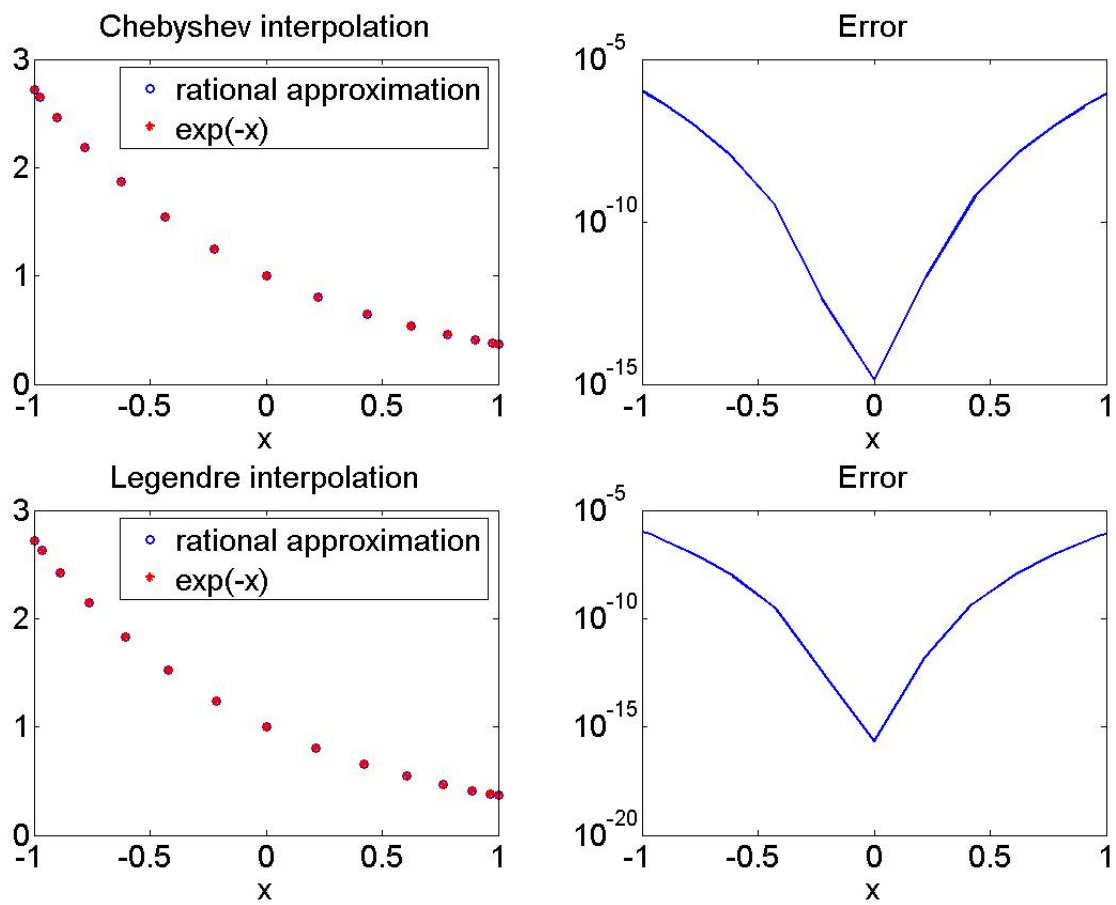 Chebyshev interpolation
3
2
1
0
rational approximation
exp(-x)
-1 -0.5 0 0.5 1
x
Error
10^-5
10^-10
10^-15
-1 -0.5 0 0.5 1
x
Legendre interpolation
3
2
1
0
rational approximation
exp(-x)
-1 -0.5 0 0.5 1
x
Error
10^-5
10^-10
10^-15
10^-20
-1 -0.5 0 0.5 1
x